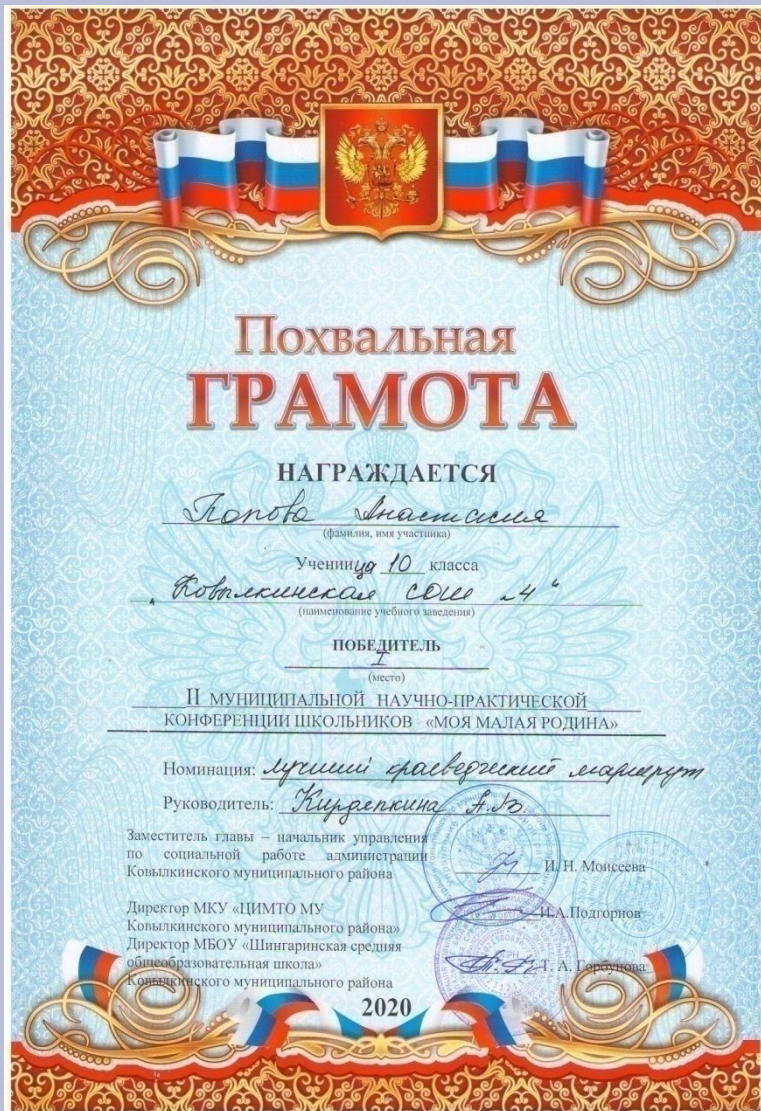 Похвальная
ГРАМОТА
НАГРАЖДАЕТСЯ
Попова Анастасия
(фамилия, имя участника)
Учениица 10 класса
"Ковылкинская СОШ №4"
(наименование учебного заведения)
ПОБЕДИТЕЛЬ
I
(место)
II МУНИЦИПАЛЬНОЙ НАУЧНО-ПРАКТИЧЕСКОЙ
КОНФЕРЕНЦИИ ШКОЛЬНИКОВ «МОЯ МАЛАЯ РОДИНА»
Номинация: лучший краеведческий маршрут
Руководитель: Кирдяпкина А.В.
Заместитель главы – начальник управления
по социальной работе администрации
Ковылкинского муниципального района
И. Н. Моисеева
Директор МКУ «ЦИМТО МУ
Ковылкинского муниципального района»
И.А.Подгорнов
Директор МБОУ «Шингаринская средняя
общеобразовательная школа»
Ковылкинского муниципального района
Т. А. Горбунова
2020